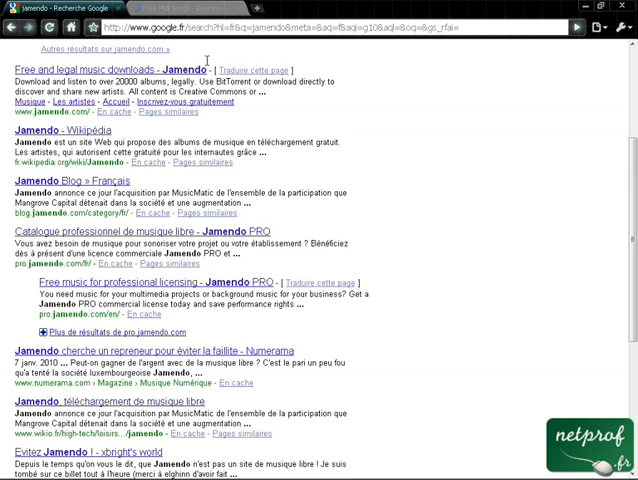 jamendo - Recherche Google
Free Midi Songs - Download
http://www.google.fr/search?hl=fr&q=jamendo&meta=&aq=f&aqi=g10&aql=&oq=&gs_rfai=
Autres résultats sur jamendo.com »
Free and legal music downloads - Jamendo - [ Traduire cette page ]
Download and listen to over 20000 albums, legally. Use BitTorrent or download directly to
discover and share new artists. All content is Creative Commons or ...
Musique - Les artistes - Accueil - Inscrivez-vous gratuitement
www.jamendo.com/ - En cache - Pages similaires
Jamendo - Wikipédia
Jamendo est un site Web qui propose des albums de musique en téléchargement gratuit.
Les artistes, qui autorisent cette gratuité pour les internautes grâce ...
fr.wikipedia.org/wiki/Jamendo - En cache - Pages similaires
Jamendo Blog » Français
Jamendo annonce ce jour l'acquisition par MusicMatic de l'ensemble de la participation que
Mangrove Capital détenait dans la société et une augmentation ...
blog.jamendo.com/category/fr/ - En cache - Pages similaires
Catalogue professionnel de musique libre - Jamendo PRO
Vous avez besoin de musique pour sonoriser votre projet ou votre établissement ? Bénéficiez
dès à présent d'une licence commerciale Jamendo PRO et ...
pro.jamendo.com/fr/ - En cache - Pages similaires
Free music for professional licensing - Jamendo PRO - [ Traduire cette page ]
You need music for your multimedia projects or background music for your business? Get a
Jamendo PRO commercial license today and save performance rights ...
pro.jamendo.com/en/ - En cache
Plus de résultats de pro.jamendo.com
Jamendo cherche un repreneur pour éviter la faillite - Numerama
7 janv. 2010 ... Peut-on gagner de l'argent avec de la musique libre ? C'est le pari un peu fou
qu'a tenté la société luxembourgeoise Jamendo, ...
www.numerama.com › Magazine › Musique Numérique - En cache
Jamendo, téléchargement de musique libre
Jamendo annonce ce jour l'acquisition par MusicMatic de l'ensemble de la participation que
Mangrove Capital détenait dans la société et une augmentation ...
www.wikio.fr/high-tech/loisirs.../jamendo - En cache - Pages similaires
Evitez Jamendo ! - xbright's world
Depuis le temps qu'on vous le dit, que Jamendo n'est pas un site de musique libre ! Je suis
tombé sur ce billet tout à l'heure (merci à elghinn d'avoir fait des
netprof
.fr